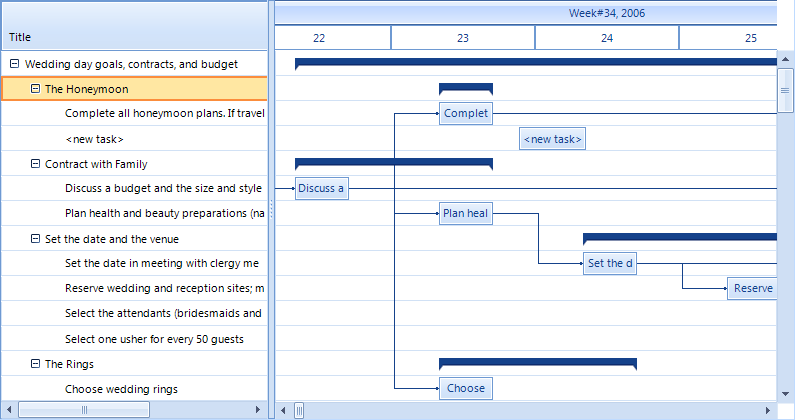 Week#34, 2006
Title
22 23 24 25
Wedding day goals, contracts, and budget
The Honeymoon
Complete all honeymoon plans. If travel
Complet
<new task>
<new task>
Contract with Family
Discuss a budget and the size and style
Discuss a
Plan health and beauty preparations (na
Plan heal
Set the date and the venue
Set the date in meeting with clergy me
Set the d
Reserve wedding and reception sites; m
Reserve
Select the attendants (bridesmaids and
Select one usher for every 50 guests
The Rings
Choose wedding rings
Choose